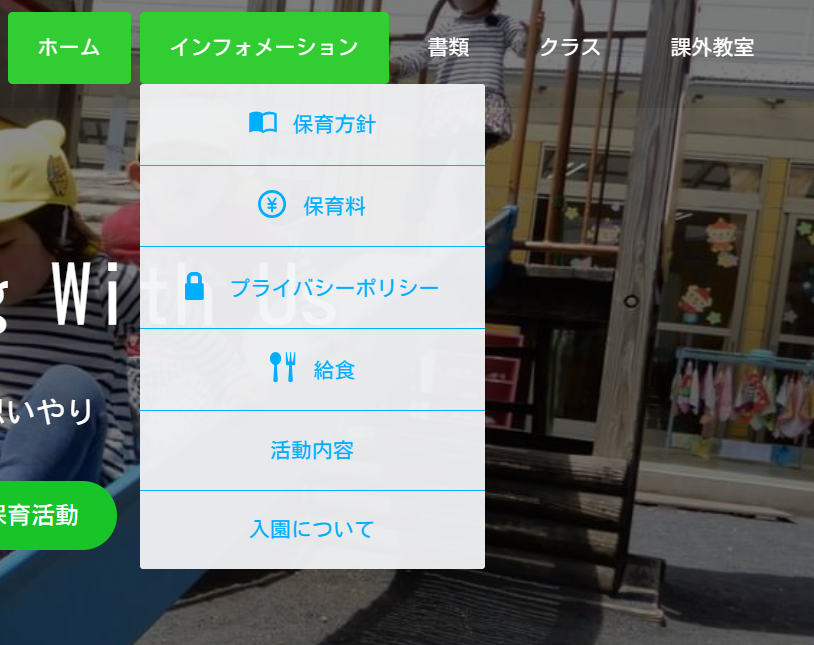 ホーム
インフォメーション
書類
クラス
課外教室
保育方針
保育料
プライバシーポリシー
With Us
給食
いやり
活動内容
保育活動
入園について